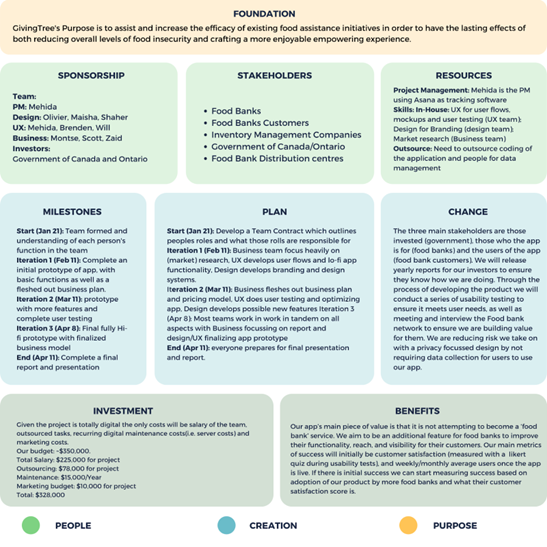 FOUNDATION
GivingTree's Purpose is to assist and increase the efficacy of existing food assistance initiatives in order to have the lasting effects of
both reducing overall levels of food insecurity and crafting a more enjoyable empowering experience.
SPONSORSHIP
Team:
PM: Mehida
Design: Olivier, Maisha, Shaher
UX: Mehida, Brenden, Will
Business: Montse, Scott, Zaid
Investors:
Government of Canada and Ontario
STAKEHOLDERS
• Food Banks
• Food Banks Customers
• Inventory Management Companies
• Government of Canada/Ontario
• Food Bank Distribution centres
RESOURCES
Project Management: Mehida is the PM
using Asana as tracking software
Skills: In-House: UX for user flows,
mockups and user testing (UX team);
Design for Branding (design team);
Market research (Business team)
Outsource: Need to outsource coding of
the application and people for data
management
MILESTONES
Start (Jan 21): Team formed and
understanding of each person's
function in the team
Iteration 1 (Feb 11): Complete an
initial prototype of app, with
basic functions as well as a
fleshed out business plan.
Iteration 2 (Mar 11): prototype
with more features and
complete user testing
Iteration 3 (Apr 8): Final fully Hi-
fi prototype with finalized
business model
End (Apr 11): Complete a final
report and presentation
PLAN
Start (Jan 21): Develop a Team Contract which outlines
peoples roles and what those rolls are responsible for
Iteration 1 (Feb 11): Business team focus heavily on
(market) research, UX develops user flows and lo-fi app
functionality, Design develops branding and design
systems.
Iteration 2 (Mar 11): Business fleshes out business plan
and pricing model, UX does user testing and optimizing
app, Design develops possible new features Iteration 3
(Apr 8): Most teams work in work in tandem on all
aspects with Business focussing on report and
design/UX finalizing app prototype
End (Apr 11): everyone prepares for final presentation
and report.
CHANGE
The three main stakeholders are those
invested (government), those who the app
is for (food banks) and the users of the app
(food bank customers). We will release
yearly reports for our investors to ensure
they know how we are doing. Through the
process of developing the product we will
conduct a series of usability testing to
ensure it meets user needs, as well as
meeting and interview the Food bank
network to ensure we are building value
for them. We are reducing risk we take on
with a privacy focussed design by not
requiring data collection for users to use
our app.
INVESTMENT
Given the project is totally digital the only costs will be salary of the team,
outsourced tasks, recurring digital maintenance costs(i.e. server costs) and
marketing costs.
Our budget: ~$350,000.
Total Salary: $225,000 for project
Outsourcing: $78,000 for project
Maintenance: $15,000/Year
Marketing budget: $10,000 for project
Total: $328,000
BENEFITS
Our app's main piece of value is that it is not attempting to become a 'food
bank' service. We aim to be an additional feature for food banks to improve
their functionality, reach, and visibility for their customers. Our main metrics
of success will initially be customer satisfaction (measured with a likert
quiz during usability tests), and weekly/monthly average users once the app
is live. If there is initial success we can start measuring success based on
adoption of our product by more food banks and what their customer
satisfaction score is.
PEOPLE
CREATION
PURPOSE